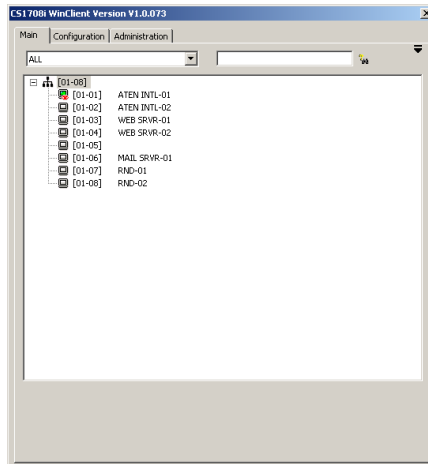 CS1708i WinClient Version V1.0.073
Main Configuration Administration
ALL
[01-08]
[01-01] ATEN INTL-01
[01-02] ATEN INTL-02
[01-03] WEB SRVR-01
[01-04] WEB SRVR-02
[01-05]
[01-06] MAIL SRVR-01
[01-07] RND-01
[01-08] RND-02